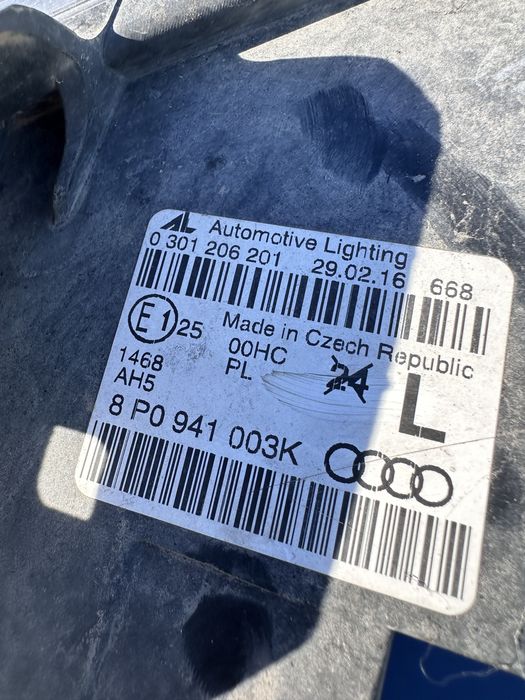 AL Automotive Lighting
0 301 206 201 29.02.16 668
E1 25 Made in Czech Republic
1468 00HC 24 L
AH5 PL
8 P0 941 003K